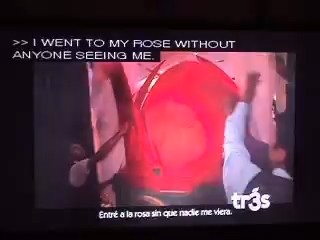 >> I WENT TO MY ROSE WITHOUT
ANYONE SEEING ME.
tr3s
Entré a la rosa sin que nadie me viera.